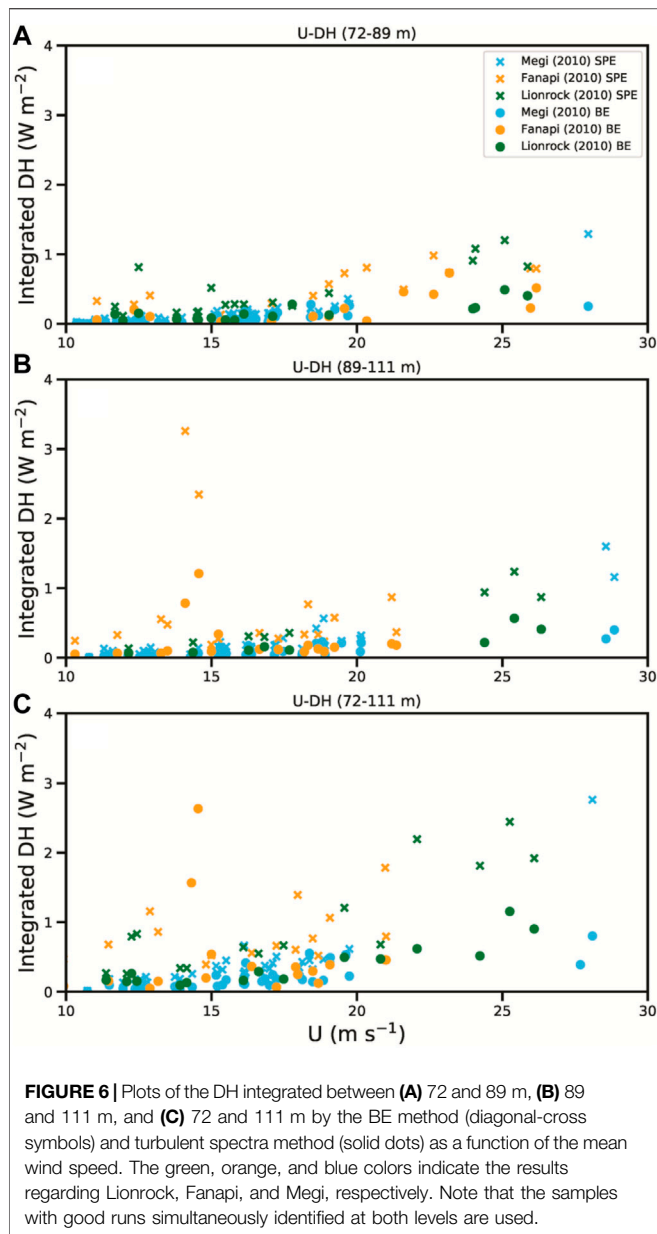 A
U-DH (72-89 m)
Integrated DH (W m−2)
4
3
2
1
0
Megi (2010) SPE
Fanapi (2010) SPE
Lionrock (2010) SPE
Megi (2010) BE
Fanapi (2010) BE
Lionrock (2010) BE
10 15 20 25 30
B
U-DH (89-111 m)
Integrated DH (W m−2)
4
3
2
1
0
10 15 20 25 30
C
U-DH (72-111 m)
Integrated DH (W m−2)
4
3
2
1
0
10 15 20 25 30
U (m s−1)
FIGURE 6 | Plots of the DH integrated between (A) 72 and 89 m, (B) 89
and 111 m, and (C) 72 and 111 m by the BE method (diagonal-cross
symbols) and turbulent spectra method (solid dots) as a function of the mean
wind speed. The green, orange, and blue colors indicate the results
regarding Lionrock, Fanapi, and Megi, respectively. Note that the samples
with good runs simultaneously identified at both levels are used.